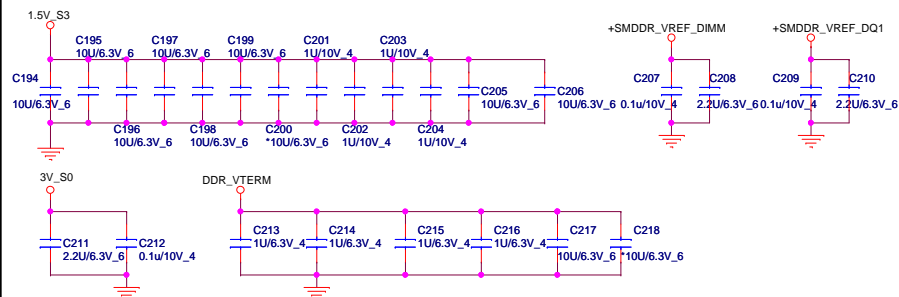 1.5V_S3
+SMDDR_VREF_DIMM
+SMDDR_VREF_DQ1
C195
10U/6.3V_6
C197
10U/6.3V_6
C199
10U/6.3V_6
C201
1U/10V_4
C203
1U/10V_4
C194
10U/6.3V_6
C205
10U/6.3V_6
C206
10U/6.3V_6
C207
0.1u/10V_4
C208
2.2U/6.3V_6
C209
0.1u/10V_4
C210
2.2U/6.3V_6
C196
10U/6.3V_6
C198
10U/6.3V_6
C200
*10U/6.3V_6
C202
1U/10V_4
C204
1U/10V_4
3V_S0
DDR_VTERM
C211
2.2U/6.3V_6
C212
0.1u/10V_4
C213
1U/6.3V_4
C214
1U/6.3V_4
C215
1U/6.3V_4
C216
1U/6.3V_4
C217
10U/6.3V_6
C218
*10U/6.3V_6